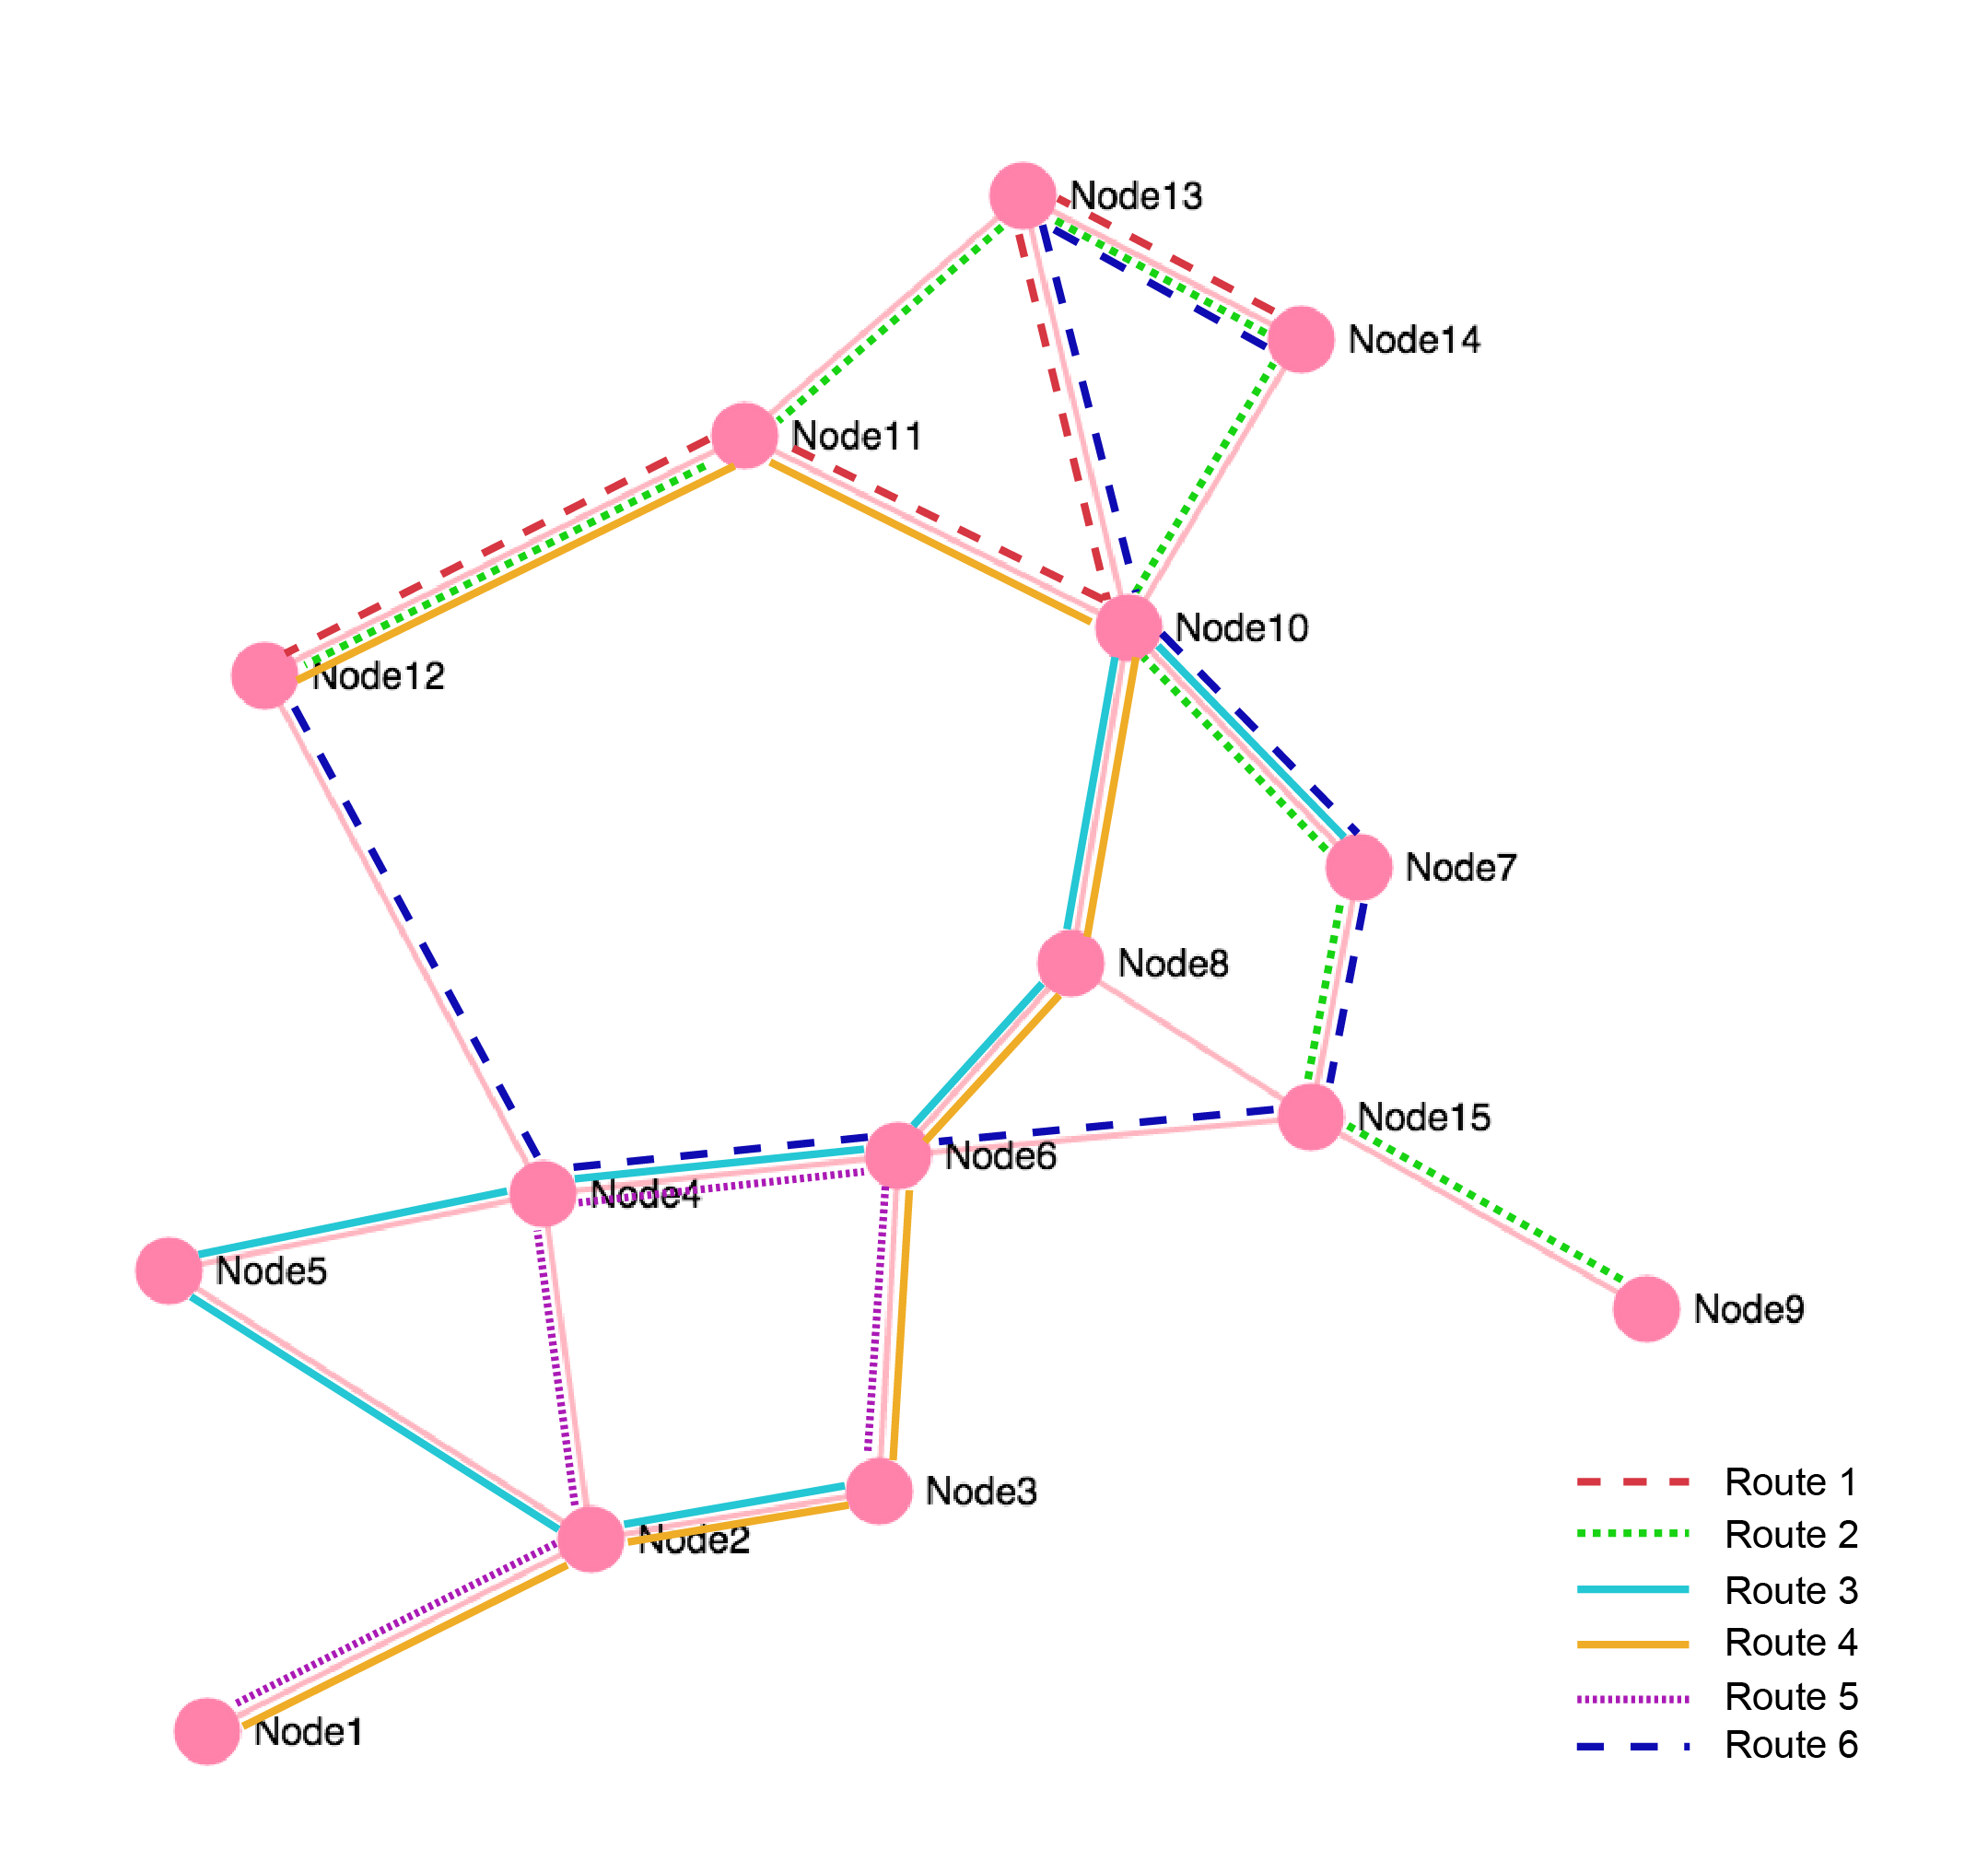 Node13
Node14
Node11
Node10
Node12
Node7
Node8
Node15
Node6
Node4
Node5
Node9
Node3
Node2
Node1
Route 1
Route 2
Route 3
Route 4
Route 5
Route 6